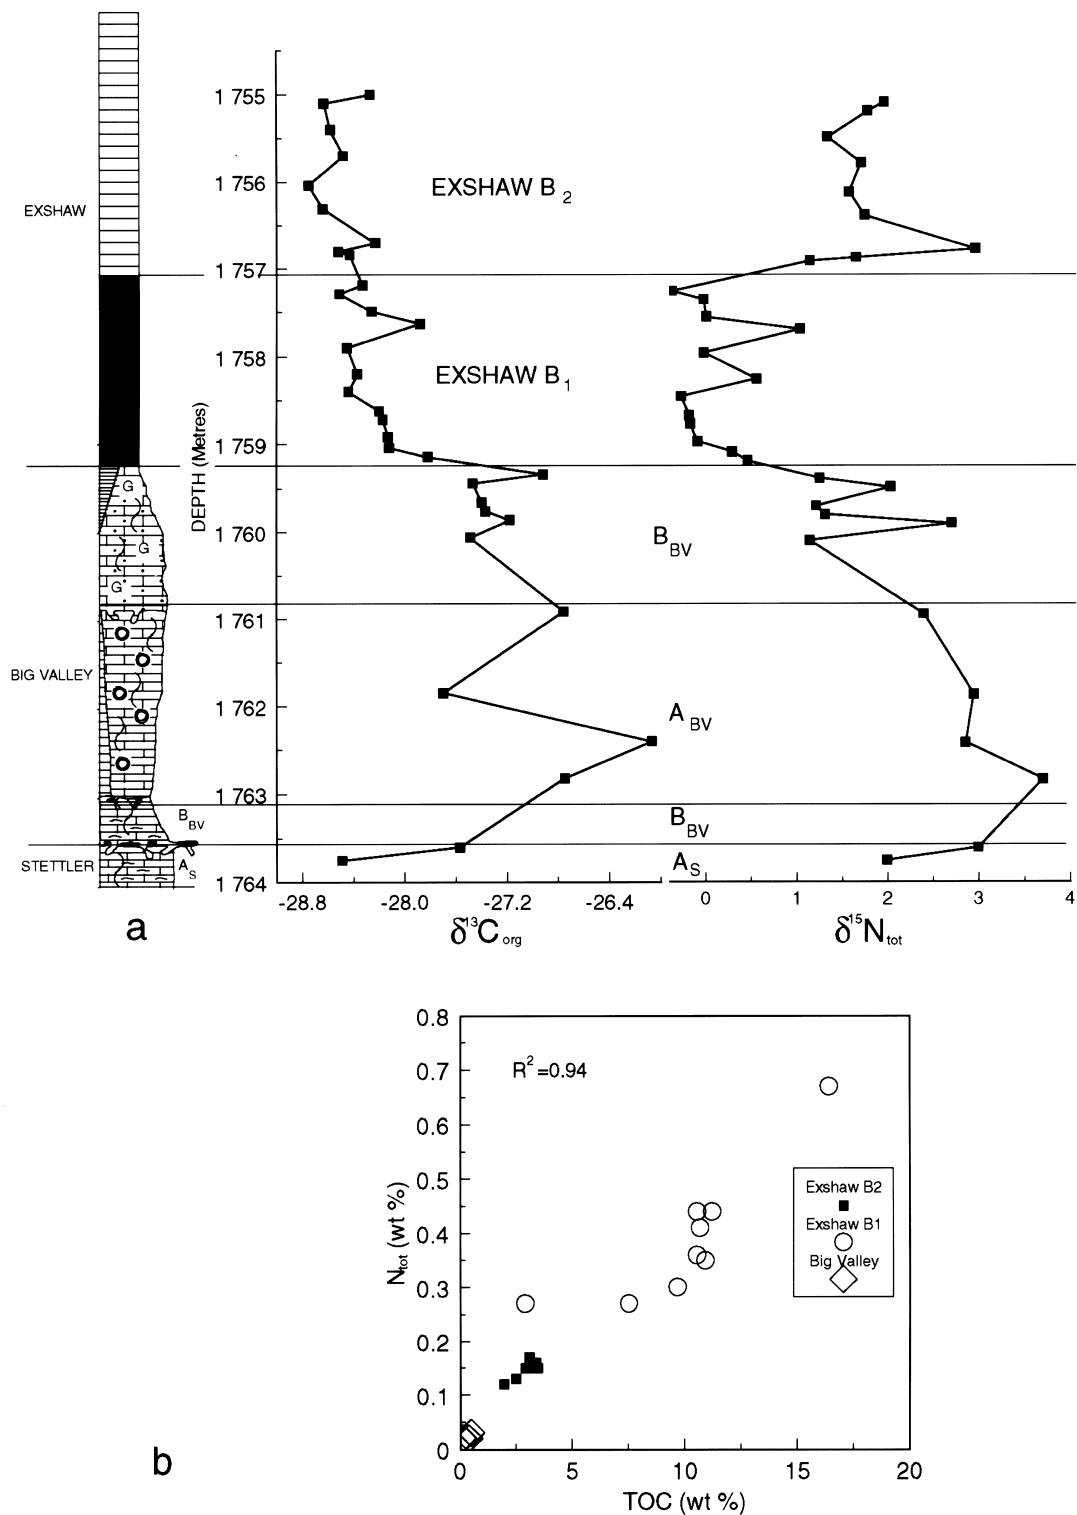 EXSHAW
BIG VALLEY
STETTLER
G
G
G
B BV
A S
DEPTH (Metres)
1 755
1 756
1 757
1 758
1 759
1 760
1 761
1 762
1 763
1 764
EXSHAW B 2
EXSHAW B 1
B BV
A BV
B BV
A S
-28.8 -28.0 -27.2 -26.4
0 1 2 3 4
δ13C org
δ15N tot
a
0.8
0.7
0.6
0.5
0.4
0.3
0.2
0.1
0
N tot (wt %)
R2=0.94
Exshaw B2
Exshaw B1
Big Valley
0 5 10 15 20
TOC (wt %)
b